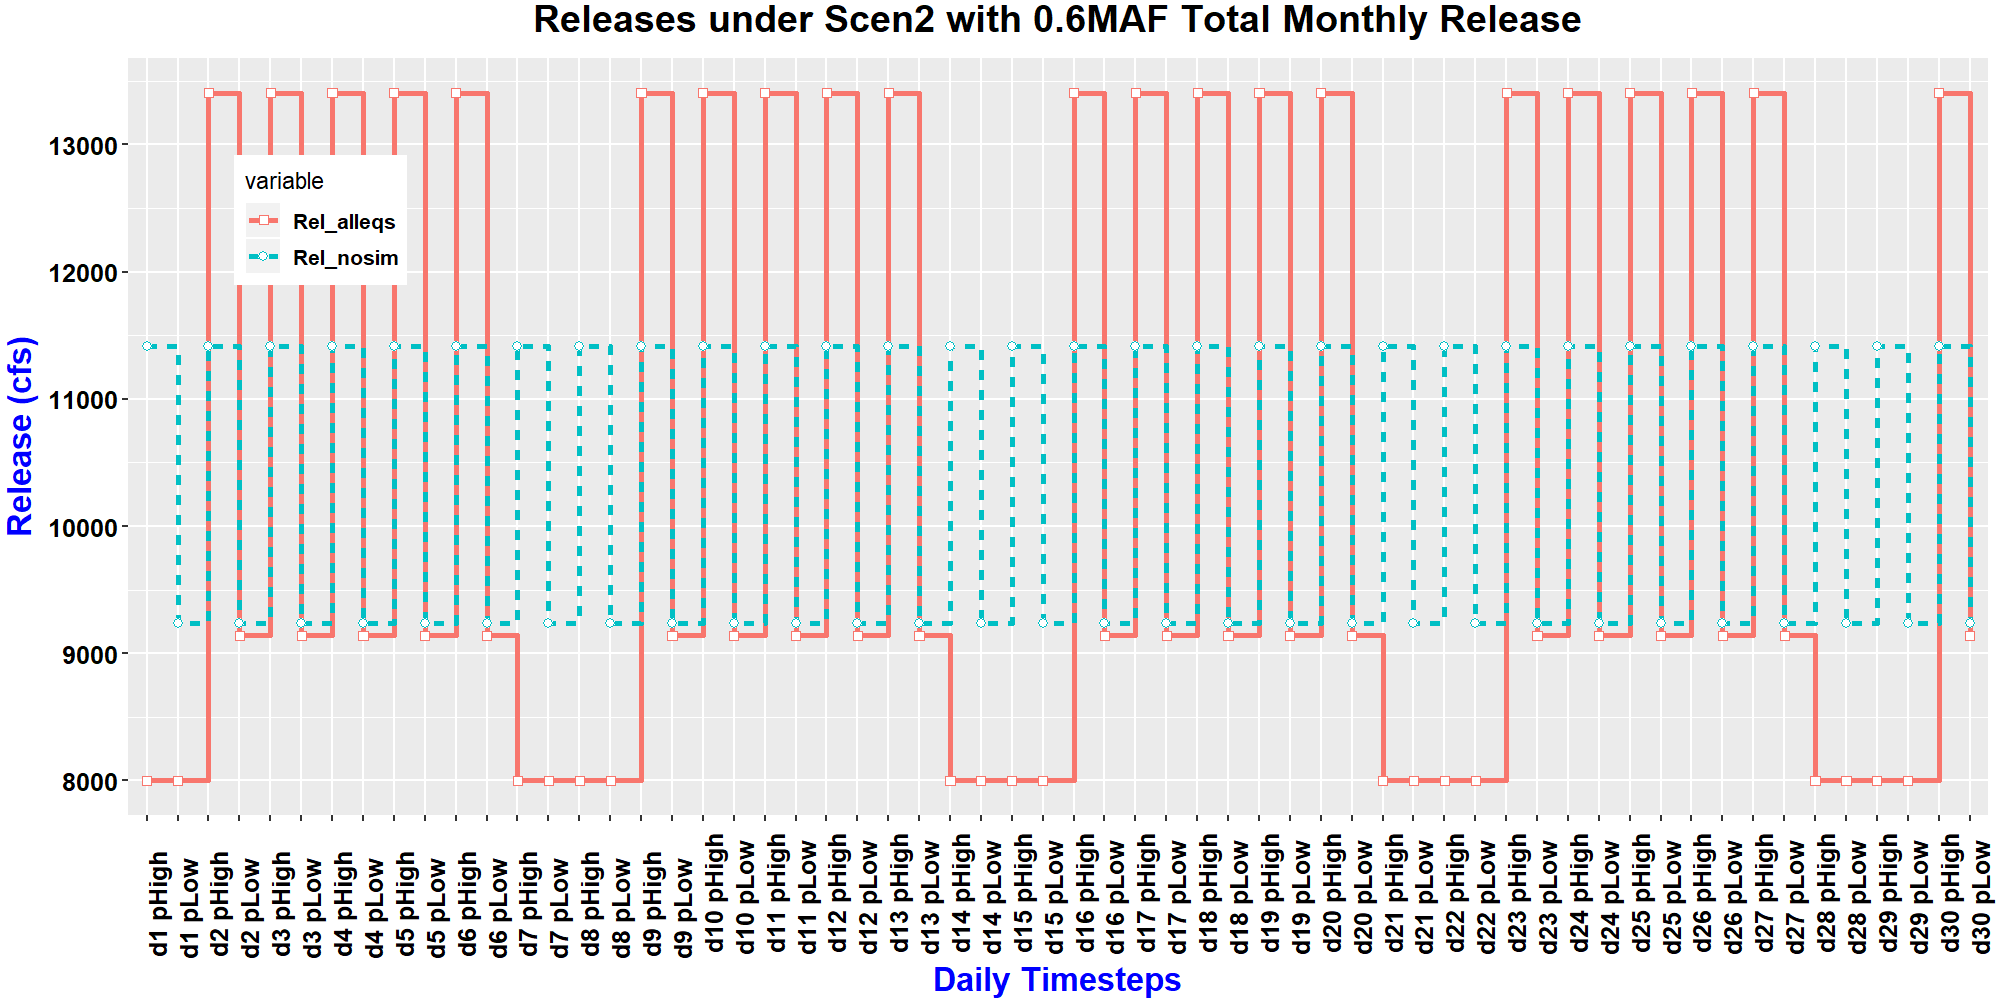 Releases under Scen2 with 0.6MAF Total Monthly Release
Release (cfs)
13000
12000
11000
10000
9000
8000
variable
Rel_alleqs
Rel_nosim
d1 pHigh
d1 pLow
d2 pHigh
d2 pLow
d3 pHigh
d3 pLow
d4 pHigh
d4 pLow
d5 pHigh
d5 pLow
d6 pHigh
d6 pLow
d7 pHigh
d7 pLow
d8 pHigh
d8 pLow
d9 pHigh
d9 pLow
d10 pHigh
d10 pLow
d11 pHigh
d11 pLow
d12 pHigh
d12 pLow
d13 pHigh
d13 pLow
d14 pHigh
d14 pLow
d15 pHigh
d15 pLow
d16 pHigh
d16 pLow
d17 pHigh
d17 pLow
d18 pHigh
d18 pLow
d19 pHigh
d19 pLow
d20 pHigh
d20 pLow
d21 pHigh
d21 pLow
d22 pHigh
d22 pLow
d23 pHigh
d23 pLow
d24 pHigh
d24 pLow
d25 pHigh
d25 pLow
d26 pHigh
d26 pLow
d27 pHigh
d27 pLow
d28 pHigh
d28 pLow
d29 pHigh
d29 pLow
d30 pHigh
d30 pLow
Daily Timesteps